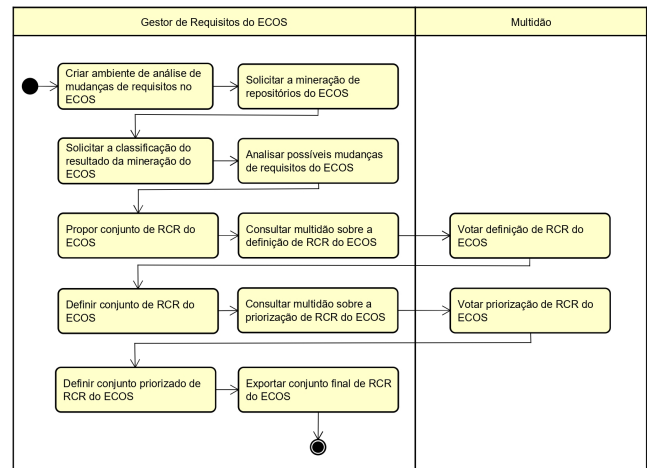 Gestor de Requisitos do ECOS
Multidão
Criar ambiente de análise de
mudanças de requisitos no
ECOS
Solicitar a mineração de
repositórios do ECOS
Solicitar a classificação do
resultado da mineração do
ECOS
Analisar possíveis mudanças
de requisitos do ECOS
Propor conjunto de RCR do
ECOS
Consultar multidão sobre a
definição de RCR do ECOS
Votar definição de RCR do
ECOS
Definir conjunto de RCR do
ECOS
Consultar multidão sobre a
priorização de RCR do ECOS
Votar priorização de RCR do
ECOS
Definir conjunto priorizado de
RCR do ECOS
Exportar conjunto final de RCR
do ECOS